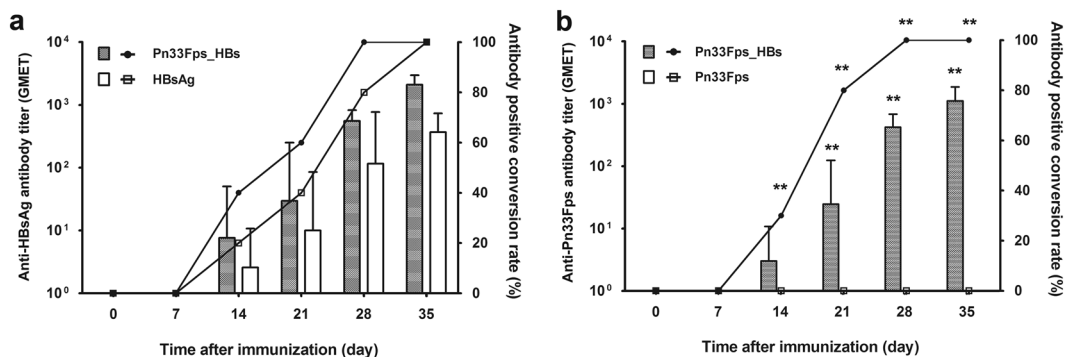 a
Anti-HBsAg antibody titer (GMET)
10⁴
10³
10²
10¹
10⁰
Pn33Fps_HBs
HBsAg
100
80
60
40
20
0
Antibody positive conversion rate (%)
0 7 14 21 28 35
Time after immunization (day)
b
Anti-Pn33Fps antibody titer (GMET)
10⁴
10³
10²
10¹
10⁰
Pn33Fps_HBs
Pn33Fps
** **
**
**
**
**
**
100
80
60
40
20
0
Antibody positive conversion rate (%)
0 7 14 21 28 35
Time after immunization (day)